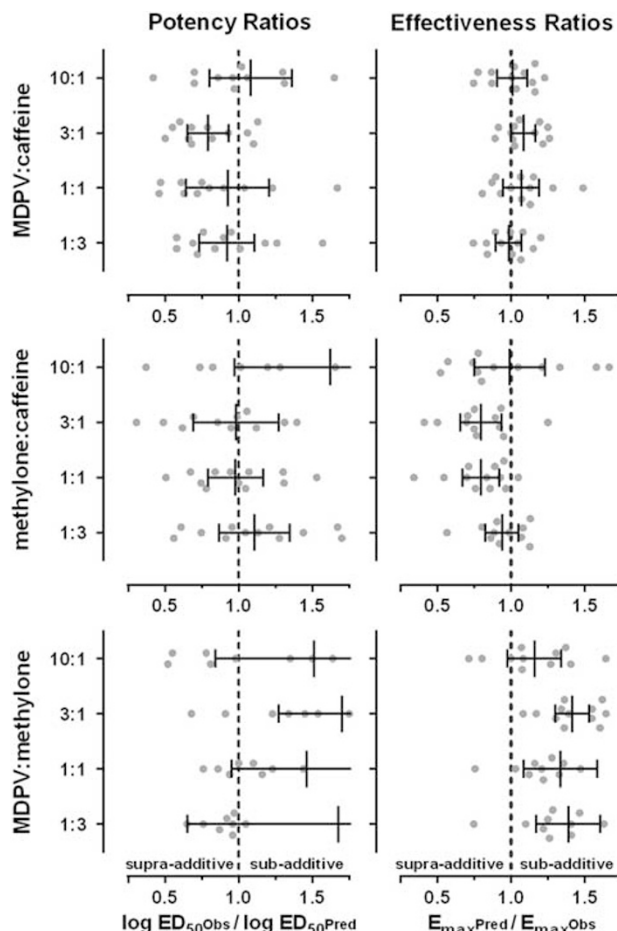 Potency Ratios Effectiveness Ratios
MDPV:caffeine
10:1
3:1
1:1
1:3
0.5 1.0 1.5 0.5 1.0 1.5
methylone:caffeine
10:1
3:1
1:1
1:3
0.5 1.0 1.5 0.5 1.0 1.5
MDPV:methylone
10:1
3:1
1:1
1:3
supra-additive sub-additive supra-additive sub-additive
0.5 1.0 1.5 0.5 1.0 1.5
log ED50Obs / log ED50Pred EmaxPred / EmaxObs